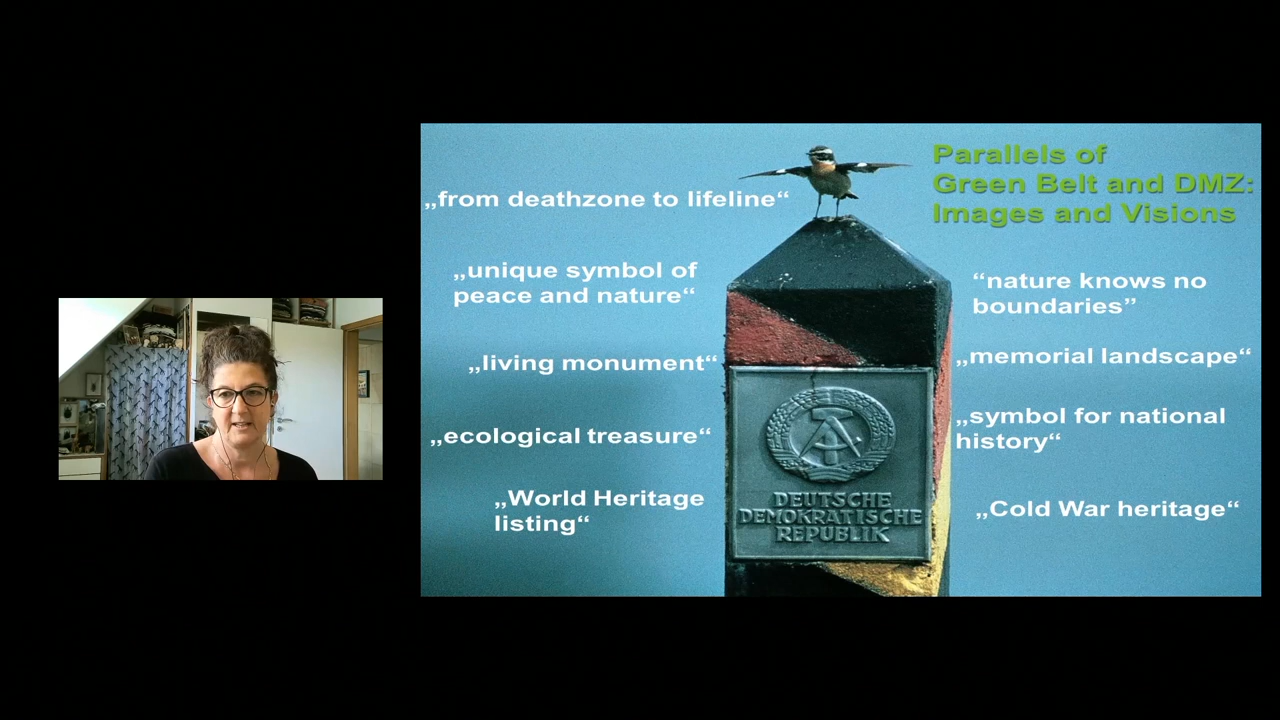 Parallels of
Green Belt and DMZ:
Images and Visions
„from deathzone to lifeline“
„unique symbol of
peace and nature“
„living monument“
„ecological treasure“
„World Heritage
listing“
“nature knows no
boundaries”
„memorial landscape“
„symbol for national
history“
„Cold War heritage“
DEUTSCHE
DEMOKRATISCHE
REPUBLIK